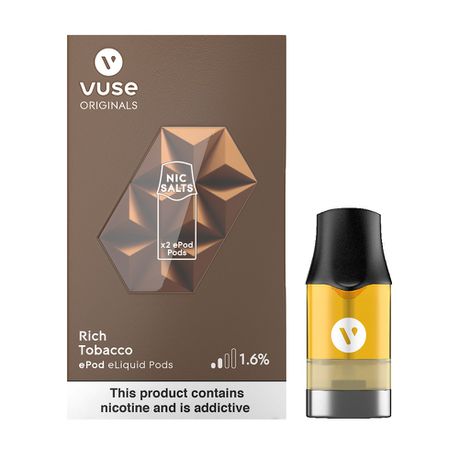 VUSE
ORIGINALS
NIC
SALTS
x2 ePod
Pods
Rich
Tobacco
ePod eLiquid Pods
1.6%
This product contains
nicotine and is addictive
V